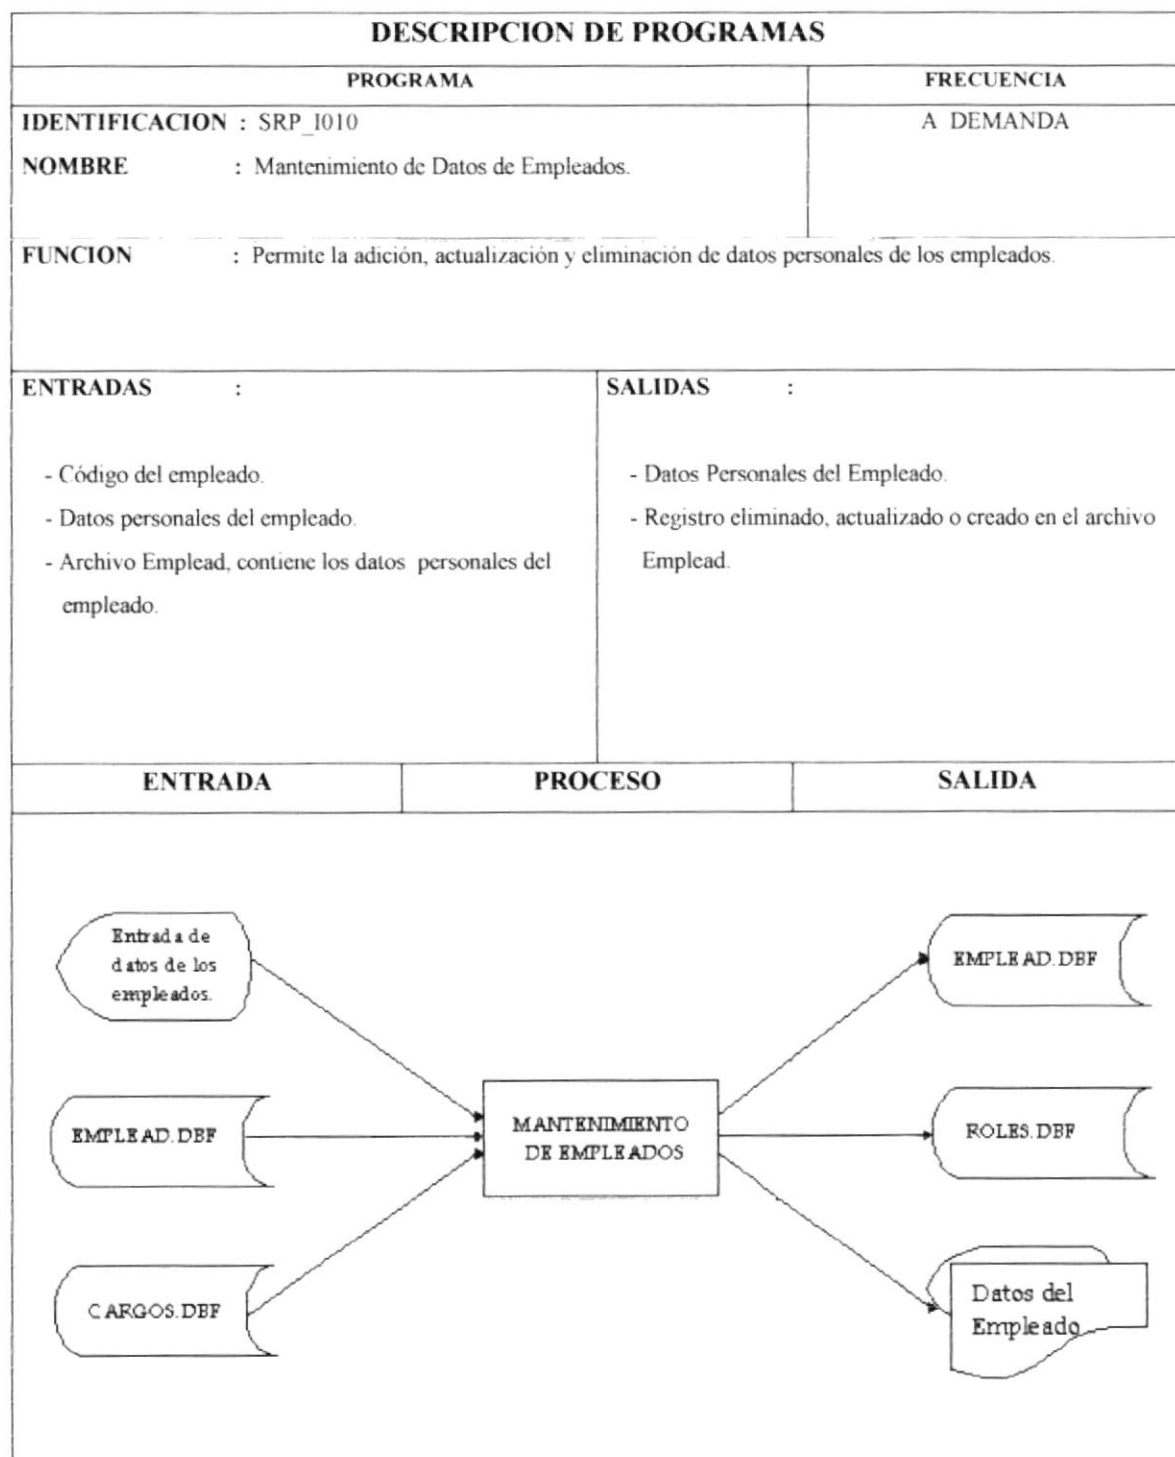 DESCRIPCION DE PROGRAMAS
PROGRAMA
FRECUENCIA
IDENTIFICACION : SRP_I010
A DEMANDA
NOMBRE : Mantenimiento de Datos de Empleados.
FUNCION : Permite la adición, actualización y eliminación de datos personales de los empleados.
ENTRADAS :
- Código del empleado.
- Datos personales del empleado.
- Archivo Emplead, contiene los datos personales del
empleado.
SALIDAS :
- Datos Personales del Empleado.
- Registro eliminado, actualizado o creado en el archivo
Emplead.
ENTRADA
PROCESO
SALIDA
Entrada de
datos de los
empleados.
EMPLEAD.DBF
CARGOS.DBF
MANTENIMIENTO
DE EMPLEADOS
EMPLEAD.DBF
ROLES.DBF
Datos del
Empleado